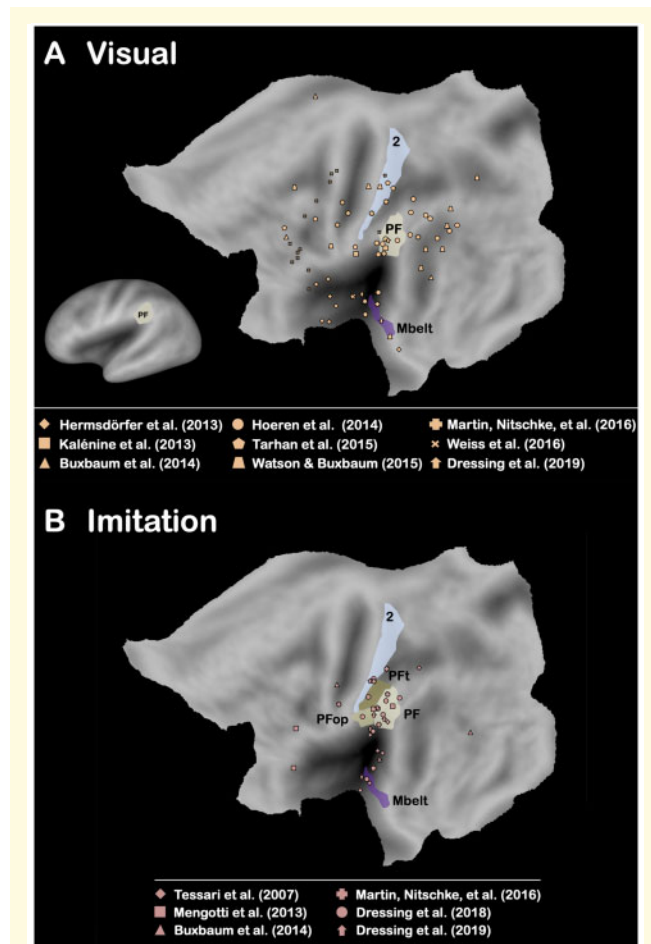 A Visual
2
PF
PF
Mbelt
Hermsdörfer et al. (2013)
Kalénine et al. (2013)
Buxbaum et al. (2014)
Hoeren et al. (2014)
Tarhan et al. (2015)
Watson & Buxbaum (2015)
Martin, Nitschke, et al. (2016)
Weiss et al. (2016)
Dressing et al. (2019)
B Imitation
2
PFt
PFop
PF
Mbelt
Tessari et al. (2007)
Mengotti et al. (2013)
Buxbaum et al. (2014)
Martin, Nitschke, et al. (2016)
Dressing et al. (2018)
Dressing et al. (2019)